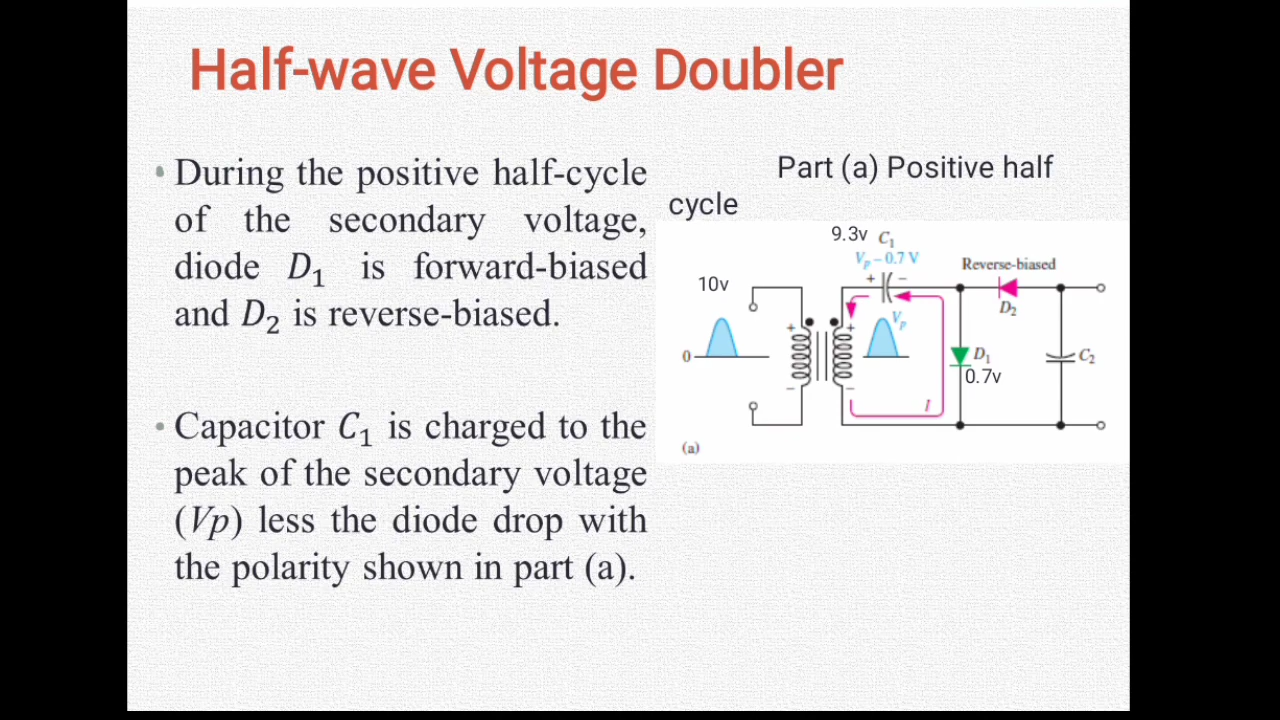 Half-wave Voltage Doubler
• During the positive half-cycle
of the secondary voltage,
diode D₁ is forward-biased
and D₂ is reverse-biased.
• Capacitor C₁ is charged to the
peak of the secondary voltage
(Vp) less the diode drop with
the polarity shown in part (a).
Part (a) Positive half
cycle
9.3v C₁
Vₚ – 0.7 V
+ –
Reverse-biased
10v
D₂
Vₚ
+ +
0
D₁
C₂
0.7v
– –
I
(a)